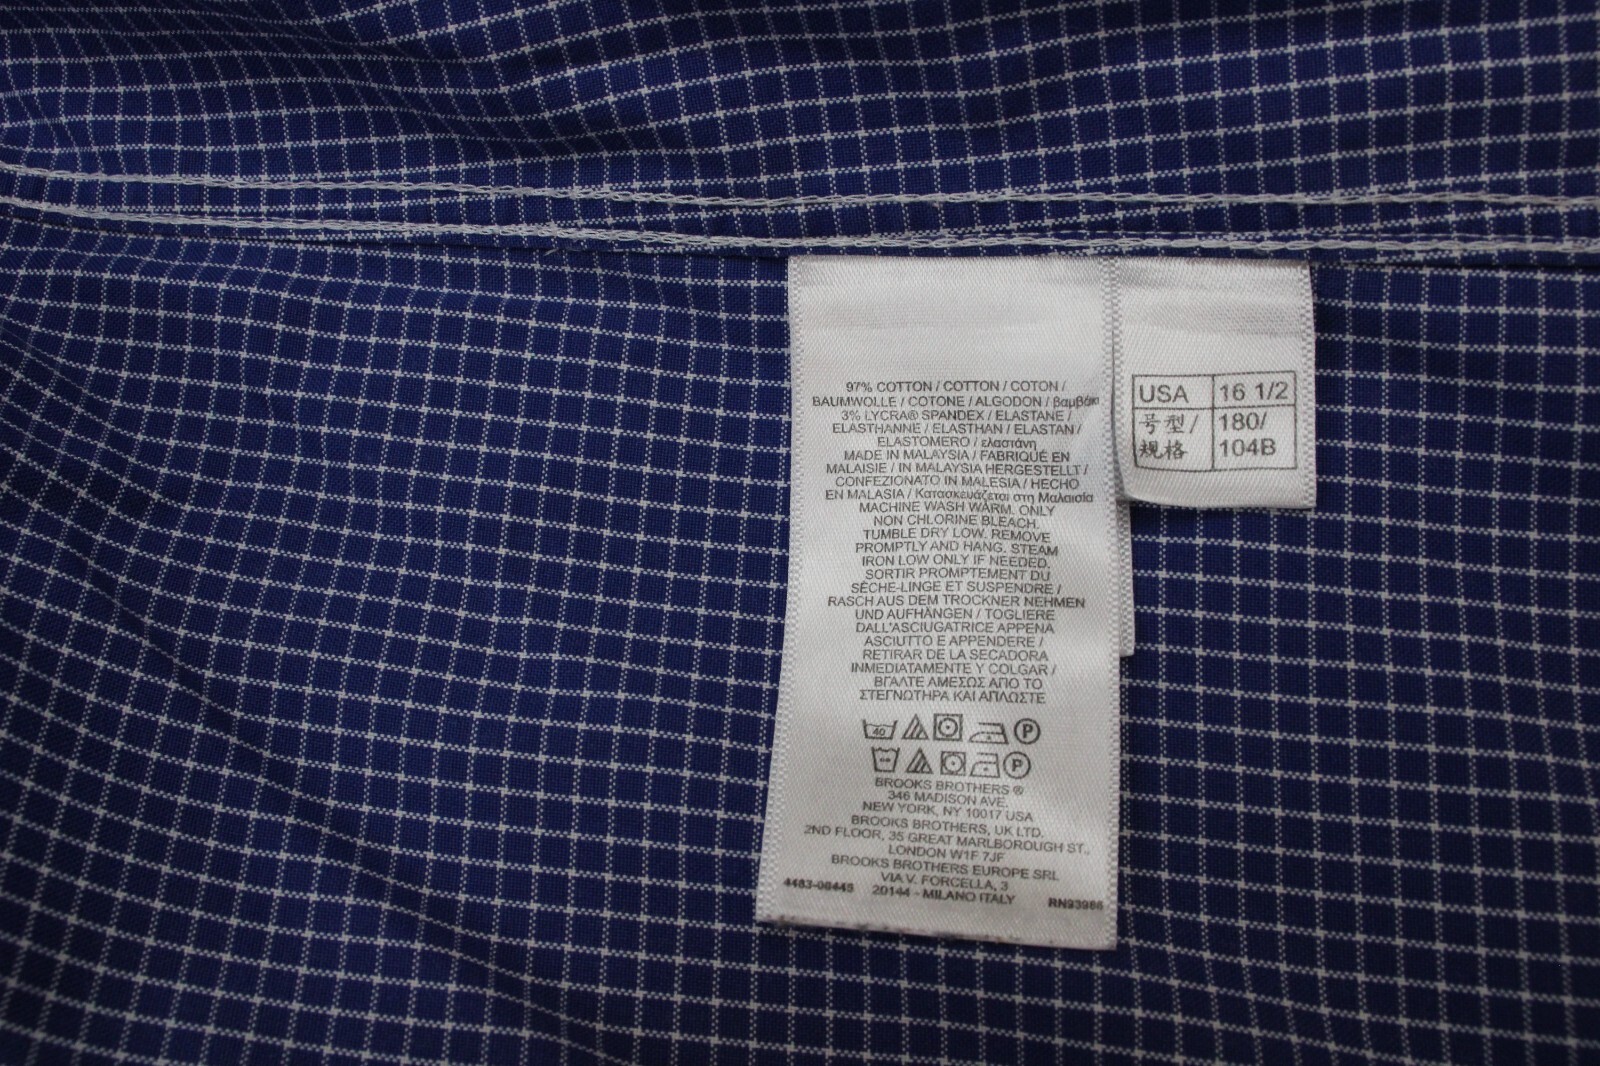 97% COTTON / COTTON / COTON /
BAUMWOLLE / COTONE / ALGODON / βαμβάκι
3% LYCRA® SPANDEX / ELASTANE /
ELASTHANNE / ELASTHAN / ELASTAN /
ELASTOMERO / ελαστάνη
MADE IN MALAYSIA / FABRIQUÉ EN
MALAISIE / IN MALAYSIA HERGESTELLT /
CONFEZIONATO IN MALESIA / HECHO
EN MALASIA / Κατασκευάζεται στη Μαλαισία
MACHINE WASH WARM. ONLY
NON CHLORINE BLEACH.
TUMBLE DRY LOW. REMOVE
PROMPTLY AND HANG. STEAM
IRON LOW ONLY IF NEEDED.
SORTIR PROMPTEMENT DU
SÈCHE-LINGE ET SUSPENDRE /
RASCH AUS DEM TROCKNER NEHMEN
UND AUFHÄNGEN / TOGLIERE
DALL'ASCIUGATRICE APPENA
ASCIUTTO E APPENDERE /
RETIRAR DE LA SECADORA
INMEDIATAMENTE Y COLGAR /
ΒΓΑΛΤΕ ΑΜΕΣΩΣ ΑΠΟ ΤΟ
ΣΤΕΓΝΩΤΗΡΑ ΚΑΙ ΑΠΛΩΣΤΕ
40 P
P
BROOKS BROTHERS ®
346 MADISON AVE.
NEW YORK, NY 10017 USA
BROOKS BROTHERS, UK LTD.
2ND FLOOR, 35 GREAT MARLBOROUGH ST.,
LONDON W1F 7JF
BROOKS BROTHERS EUROPE SRL
VIA V. FORCELLA, 3
4463-00445 20144 - MILANO ITALY RN93966
USA 16 1/2
号型/ 180/
规格 104B